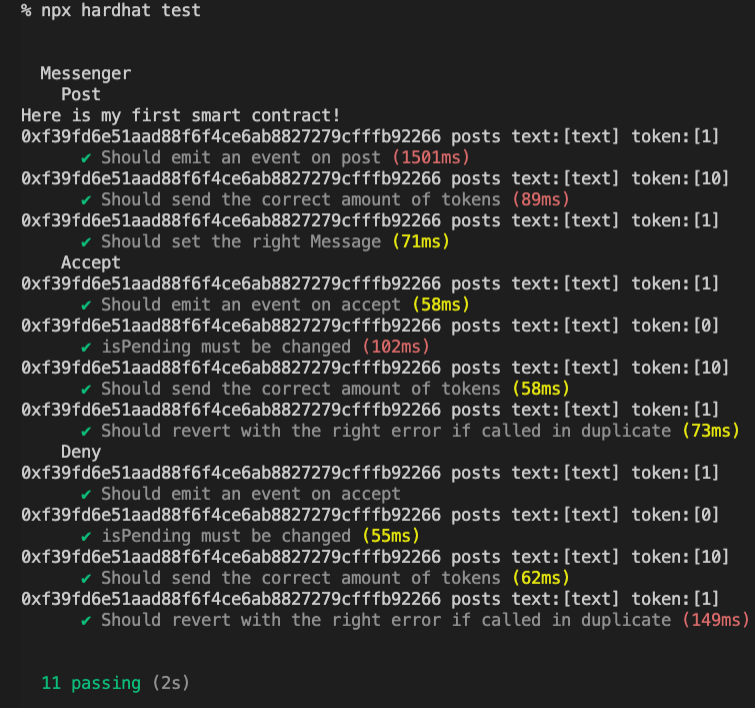 % npx hardhat test
Messenger
Post
Here is my first smart contract!
0xf39fd6e51aad88f6f4ce6ab8827279cfffb92266 posts text:[text] token:[1]
✔ Should emit an event on post (1501ms)
0xf39fd6e51aad88f6f4ce6ab8827279cfffb92266 posts text:[text] token:[10]
✔ Should send the correct amount of tokens (89ms)
0xf39fd6e51aad88f6f4ce6ab8827279cfffb92266 posts text:[text] token:[1]
✔ Should set the right Message (71ms)
Accept
0xf39fd6e51aad88f6f4ce6ab8827279cfffb92266 posts text:[text] token:[1]
✔ Should emit an event on accept (58ms)
0xf39fd6e51aad88f6f4ce6ab8827279cfffb92266 posts text:[text] token:[0]
✔ isPending must be changed (102ms)
0xf39fd6e51aad88f6f4ce6ab8827279cfffb92266 posts text:[text] token:[10]
✔ Should send the correct amount of tokens (58ms)
0xf39fd6e51aad88f6f4ce6ab8827279cfffb92266 posts text:[text] token:[1]
✔ Should revert with the right error if called in duplicate (73ms)
Deny
0xf39fd6e51aad88f6f4ce6ab8827279cfffb92266 posts text:[text] token:[1]
✔ Should emit an event on accept
0xf39fd6e51aad88f6f4ce6ab8827279cfffb92266 posts text:[text] token:[0]
✔ isPending must be changed (55ms)
0xf39fd6e51aad88f6f4ce6ab8827279cfffb92266 posts text:[text] token:[10]
✔ Should send the correct amount of tokens (62ms)
0xf39fd6e51aad88f6f4ce6ab8827279cfffb92266 posts text:[text] token:[1]
✔ Should revert with the right error if called in duplicate (149ms)
11 passing (2s)